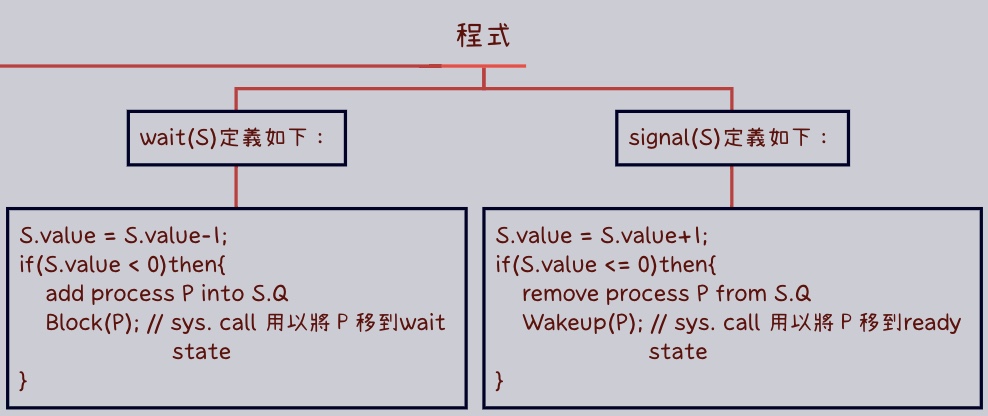 程式
wait(S)定義如下：
signal(S)定義如下：
S.value = S.value-1;
if(S.value < 0)then{
add process P into S.Q
Block(P); // sys. call 用以將 P 移到wait
state
}
S.value = S.value+1;
if(S.value <= 0)then{
remove process P from S.Q
Wakeup(P); // sys. call 用以將 P 移到ready
state
}